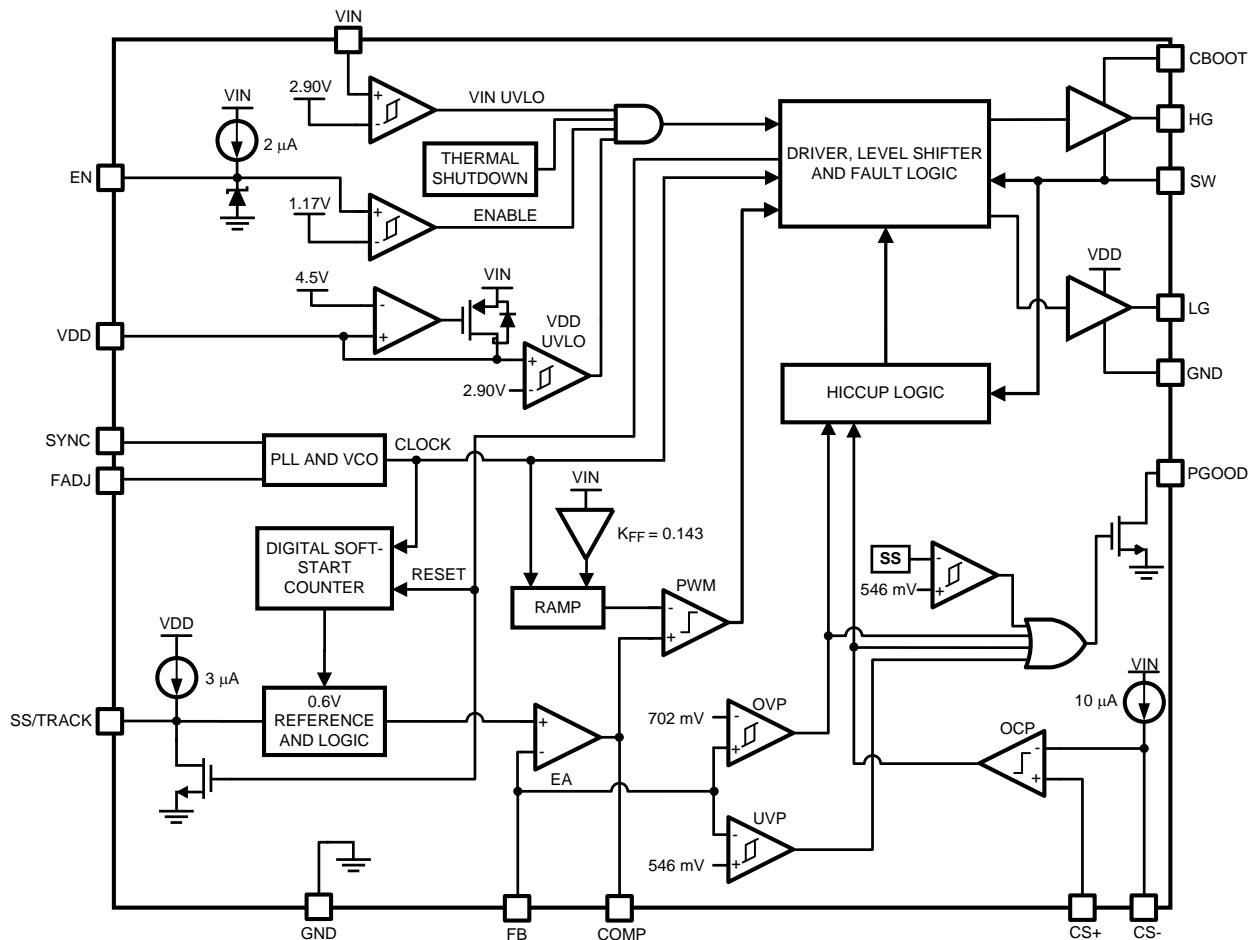 VIN
CBOOT
2.90V
VIN
VIN UVLO
2 μA
HG
THERMAL
SHUTDOWN
DRIVER, LEVEL SHIFTER
AND FAULT LOGIC
EN
SW
1.17V
ENABLE
4.5V
VIN
VDD
VDD
VDD
UVLO
LG
2.90V
HICCUP LOGIC
GND
SYNC
CLOCK
PLL AND VCO
FADJ
VIN
PGOOD
KFF = 0.143
DIGITAL SOFT-
START
COUNTER
RESET
SS
546 mV
RAMP
PWM
VDD
3 μA
VIN
10 μA
SS/TRACK
0.6V
REFERENCE
AND LOGIC
702 mV
OVP
OCP
EA
UVP
546 mV
GND
FB
COMP
CS+
CS-
+
-
+
-
-
+
+
-
-
+
-
+
+
-
-
+
-
+
-
+